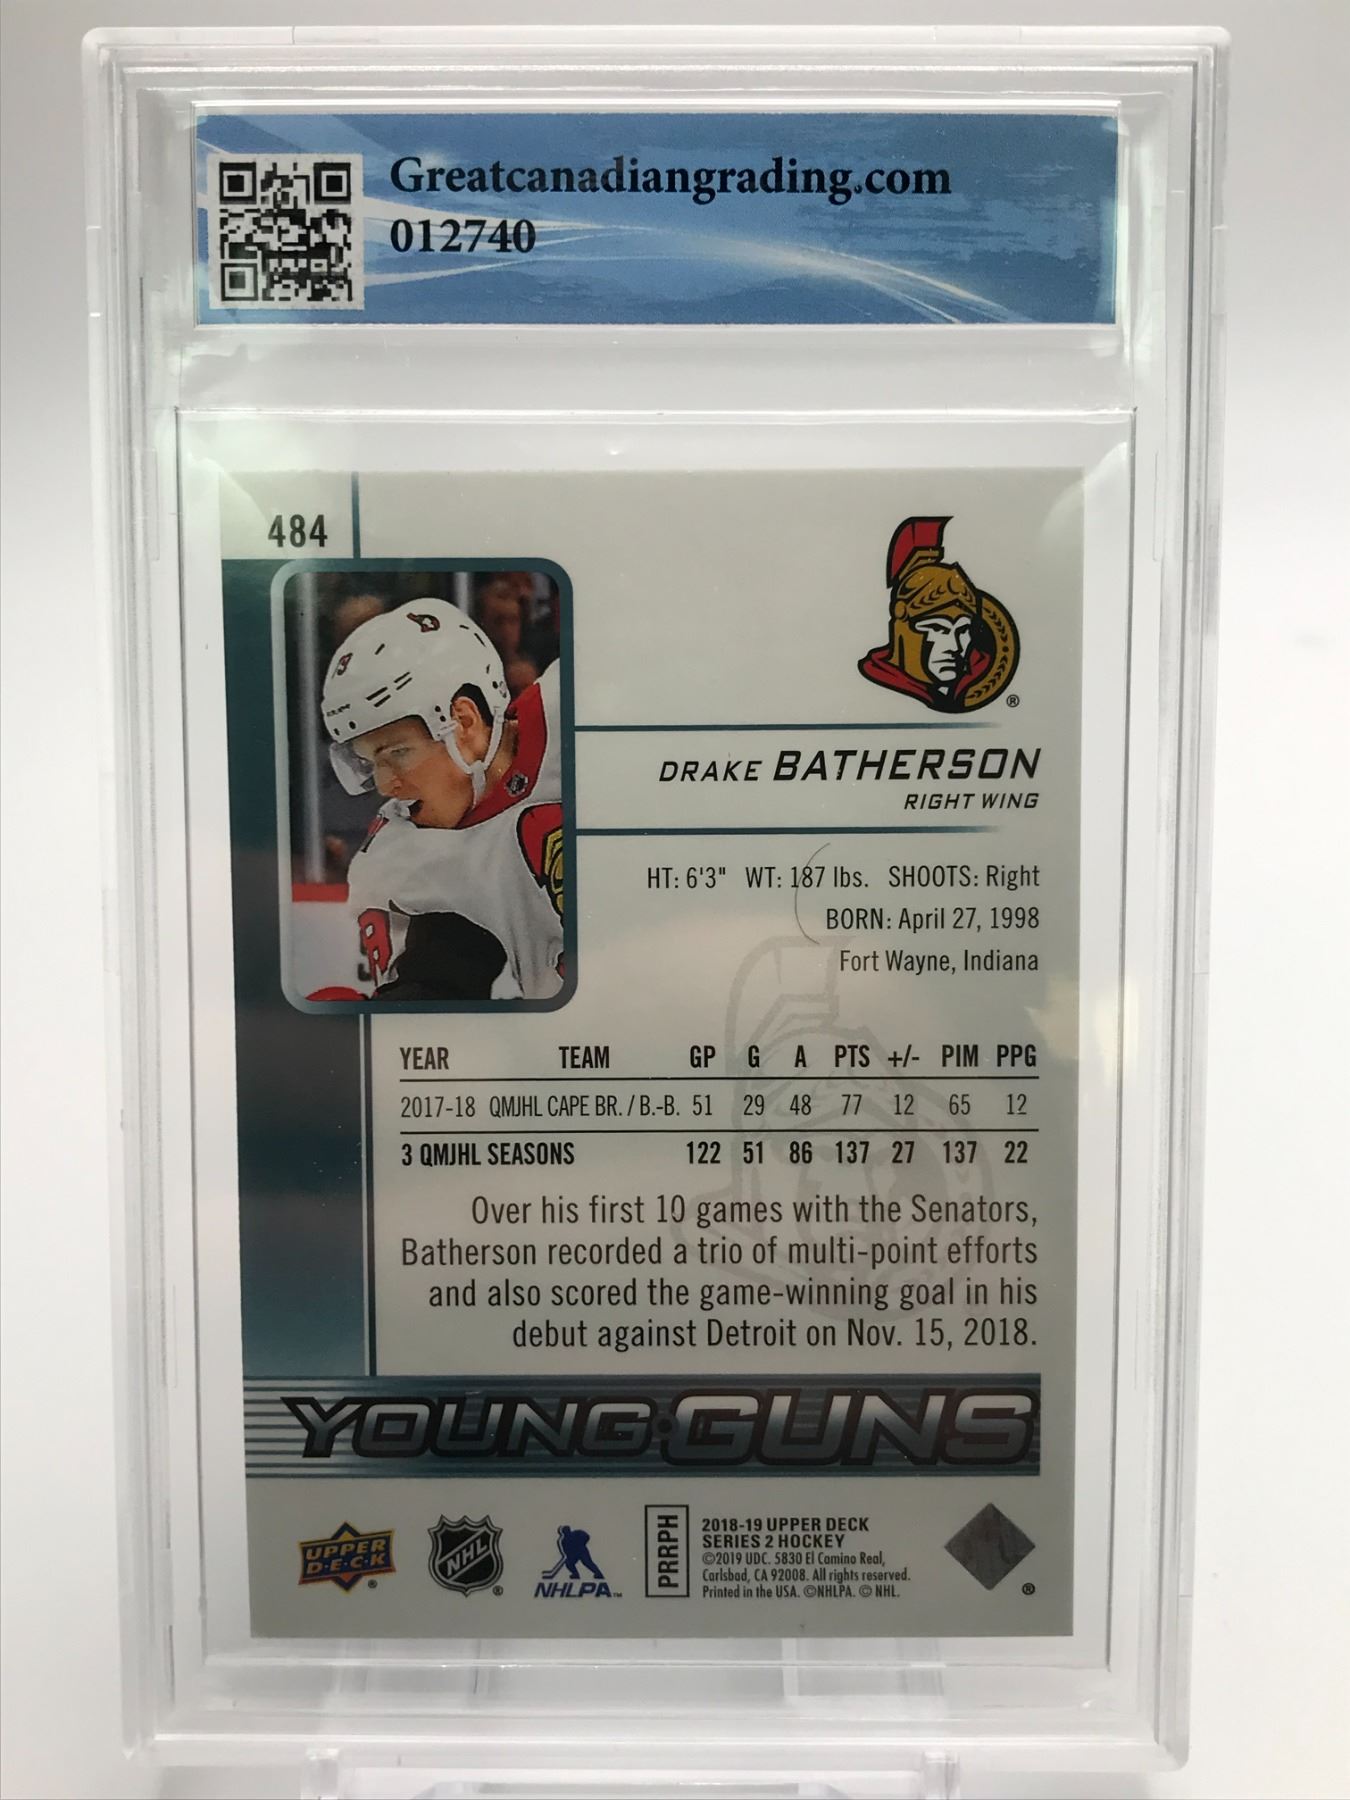 Greatcanadiangrading.com
012740
484
®
DRAKE BATHERSON
RIGHT WING
HT: 6'3" WT: 187 lbs. SHOOTS: Right
BORN: April 27, 1998
Fort Wayne, Indiana
YEAR TEAM GP G A PTS +/- PIM PPG
2017-18 QMJHL CAPE BR. / B.-B. 51 29 48 77 12 65 12
3 QMJHL SEASONS 122 51 86 137 27 137 22
Over his first 10 games with the Senators,
Batherson recorded a trio of multi-point efforts
and also scored the game-winning goal in his
debut against Detroit on Nov. 15, 2018.
YOUNG GUNS
UPPER
D·E·C·K
®
NHL
®
NHLPA™
PRRPH
2018-19 UPPER DECK
SERIES 2 HOCKEY
©2019 UDC. 5830 El Camino Real,
Carlsbad, CA 92008. All rights reserved.
Printed in the USA. ©NHLPA. © NHL.
®